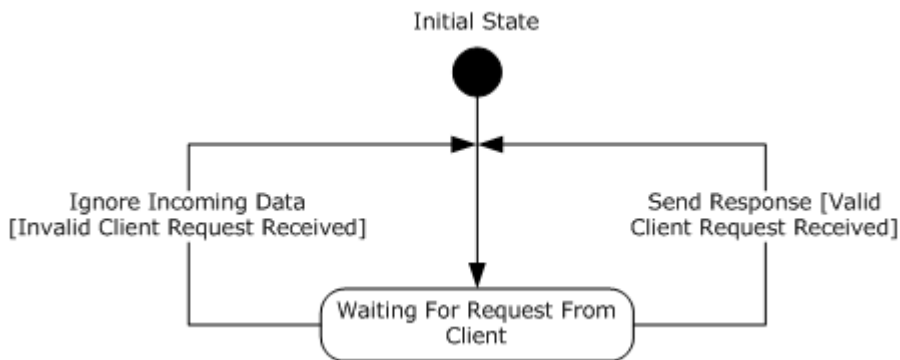 Initial State
Ignore Incoming Data
[Invalid Client Request Received]
Send Response [Valid
Client Request Received]
Waiting For Request From
Client